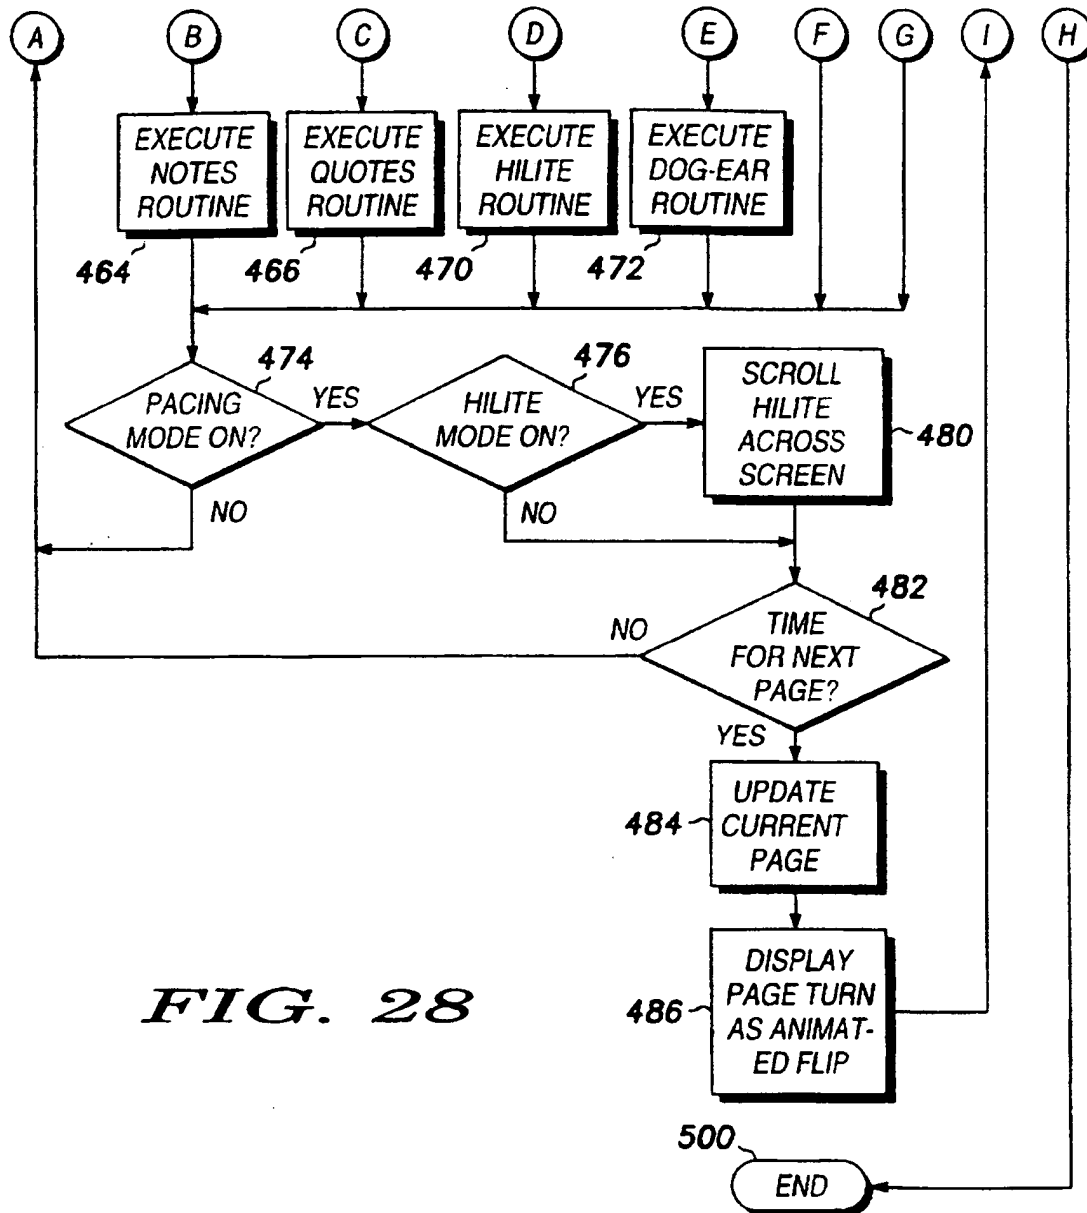 A B C D E F G I H
EXECUTE
NOTES
ROUTINE
464
EXECUTE
QUOTES
ROUTINE
466
EXECUTE
HILITE
ROUTINE
470
EXECUTE
DOG-EAR
ROUTINE
472
474
PACING
MODE ON?
YES
NO
476
HILITE
MODE ON?
YES
NO
SCROLL
HILITE
ACROSS
SCREEN
480
482
TIME
FOR NEXT
PAGE?
NO
YES
484
UPDATE
CURRENT
PAGE
486
DISPLAY
PAGE TURN
AS ANIMAT-
ED FLIP
FIG. 28
500
END